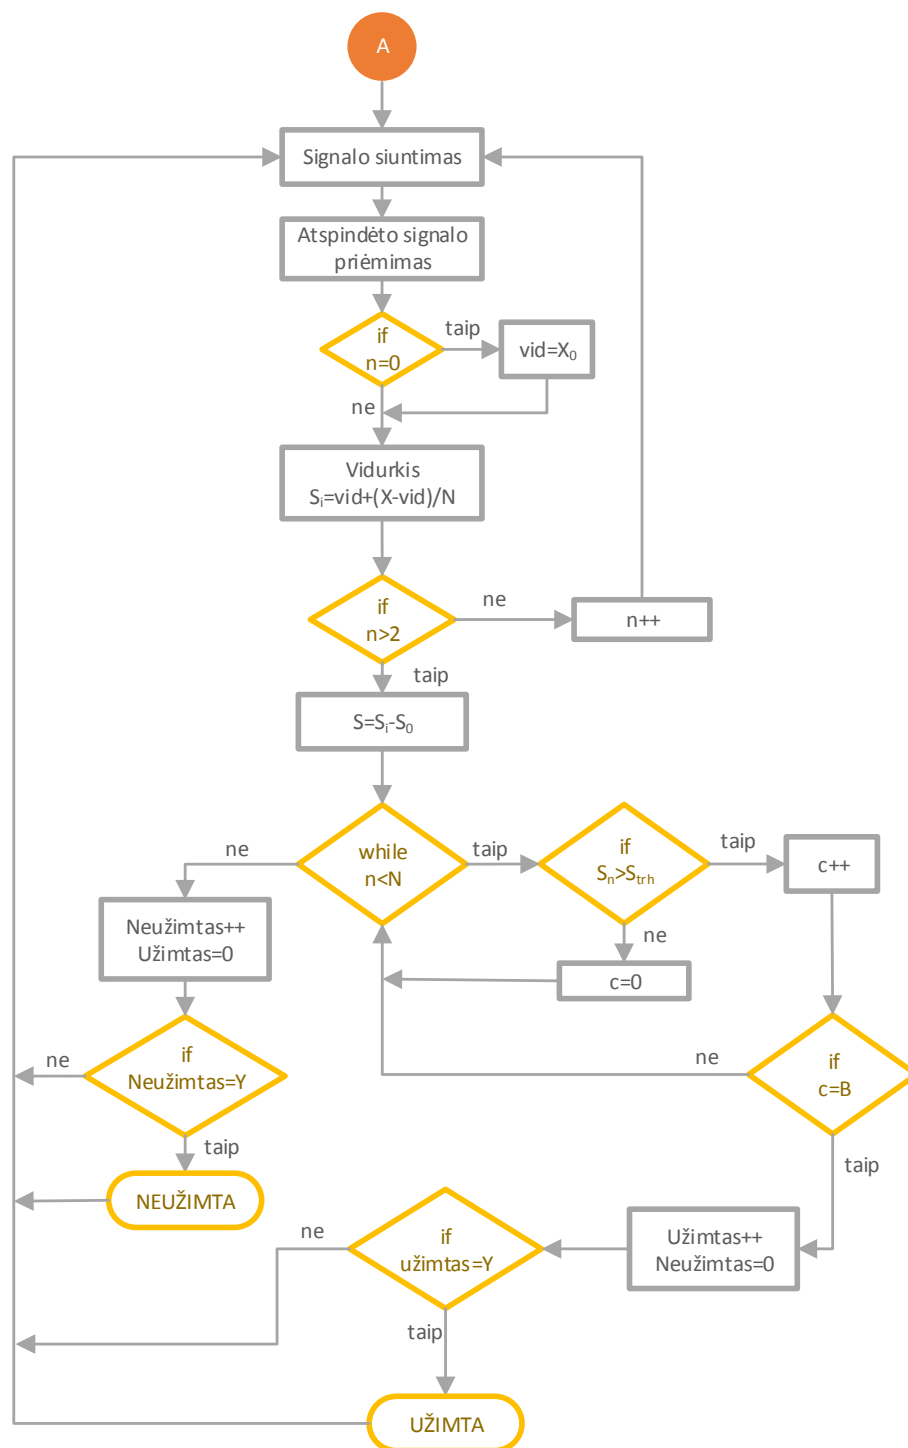 A
Signalo siuntimas
Atspindėto signalo
priėmimas
if
n=0
taip
vid=X₀
ne
Vidurkis
Sᵢ=vid+(X-vid)/N
if
n>2
ne
n++
taip
S=Sᵢ-S₀
while
n<N
ne
taip
if
Sₙ>Sₜᵣₕ
taip
c++
ne
c=0
Neužimtas++
Užimtas=0
if
Neužimtas=Y
ne
taip
NEUŽIMTA
ne
if
c=B
taip
Užimtas++
Neužimtas=0
if
užimtas=Y
ne
taip
UŽIMTA